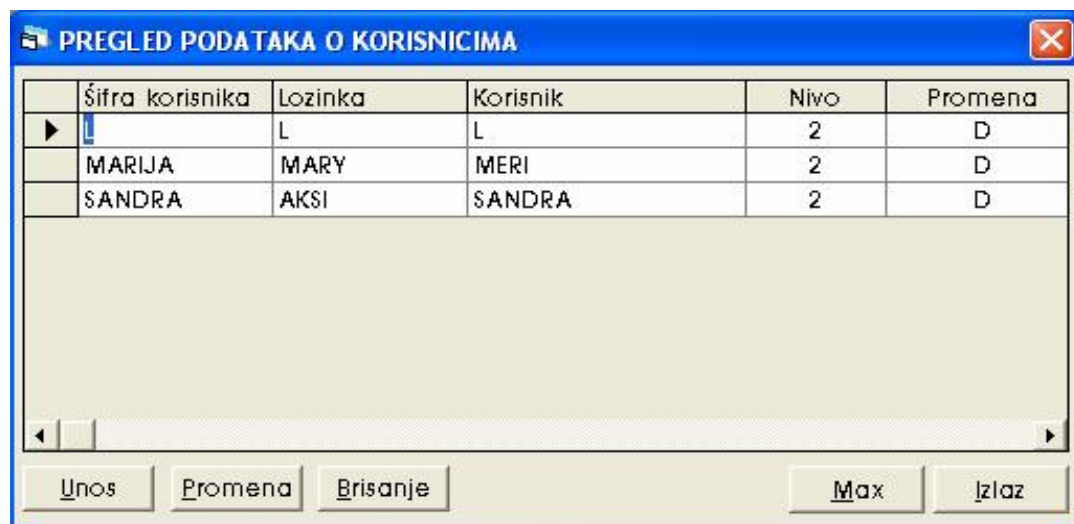 PREGLED PODATAKA O KORISNICIMA
Šifra korisnika Lozinka Korisnik Nivo Promena
L L L 2 D
MARIJA MARY MERI 2 D
SANDRA AKSI SANDRA 2 D
Unos Promena Brisanje Max Izlaz